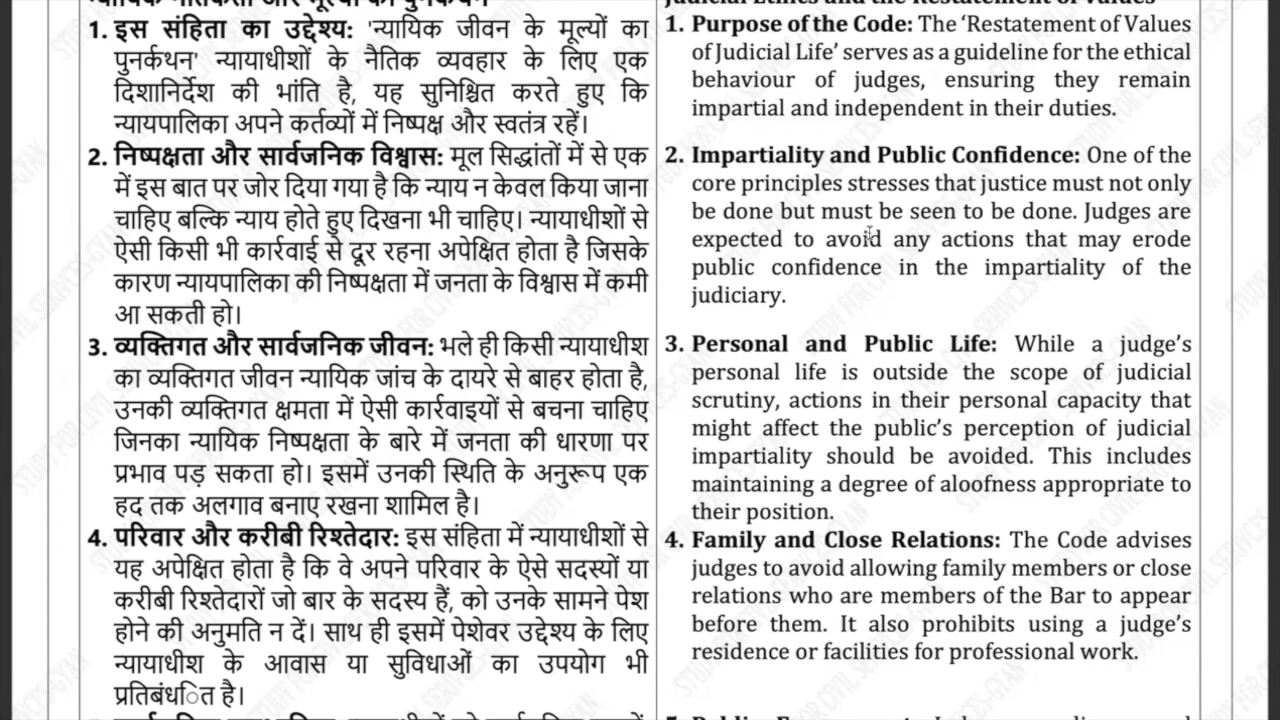 1. इस संहिता का उद्देश्य: 'न्यायिक जीवन के मूल्यों का
पुनर्कथन' न्यायाधीशों के नैतिक व्यवहार के लिए एक
दिशानिर्देश की भांति है, यह सुनिश्चित करते हुए कि
न्यायपालिका अपने कर्तव्यों में निष्पक्ष और स्वतंत्र रहें।
2. निष्पक्षता और सार्वजनिक विश्वास: मूल सिद्धांतों में से एक
में इस बात पर जोर दिया गया है कि न्याय न केवल किया जाना
चाहिए बल्कि न्याय होते हुए दिखना भी चाहिए। न्यायाधीशों से
ऐसी किसी भी कार्रवाई से दूर रहना अपेक्षित होता है जिसके
कारण न्यायपालिका की निष्पक्षता में जनता के विश्वास में कमी
आ सकती हो।
3. व्यक्तिगत और सार्वजनिक जीवन: भले ही किसी न्यायाधीश
का व्यक्तिगत जीवन न्यायिक जांच के दायरे से बाहर होता है,
उनकी व्यक्तिगत क्षमता में ऐसी कार्रवाइयों से बचना चाहिए
जिनका न्यायिक निष्पक्षता के बारे में जनता की धारणा पर
प्रभाव पड़ सकता हो। इसमें उनकी स्थिति के अनुरूप एक
हद तक अलगाव बनाए रखना शामिल है।
4. परिवार और करीबी रिश्तेदार: इस संहिता में न्यायाधीशों से
यह अपेक्षित होता है कि वे अपने परिवार के ऐसे सदस्यों या
करीबी रिश्तेदारों जो बार के सदस्य हैं, को उनके सामने पेश
होने की अनुमति न दें। साथ ही इसमें पेशेवर उद्देश्य के लिए
न्यायाधीश के आवास या सुविधाओं का उपयोग भी
प्रतिबंध​ित है।
Judicial Ethics and the Restatement of Values
1. Purpose of the Code: The ‘Restatement of Values
of Judicial Life’ serves as a guideline for the ethical
behaviour of judges, ensuring they remain
impartial and independent in their duties.
2. Impartiality and Public Confidence: One of the
core principles stresses that justice must not only
be done but must be seen to be done. Judges are
expected to avoid any actions that may erode
public confidence in the impartiality of the
judiciary.
3. Personal and Public Life: While a judge’s
personal life is outside the scope of judicial
scrutiny, actions in their personal capacity that
might affect the public’s perception of judicial
impartiality should be avoided. This includes
maintaining a degree of aloofness appropriate to
their position.
4. Family and Close Relations: The Code advises
judges to avoid allowing family members or close
relations who are members of the Bar to appear
before them. It also prohibits using a judge’s
residence or facilities for professional work.